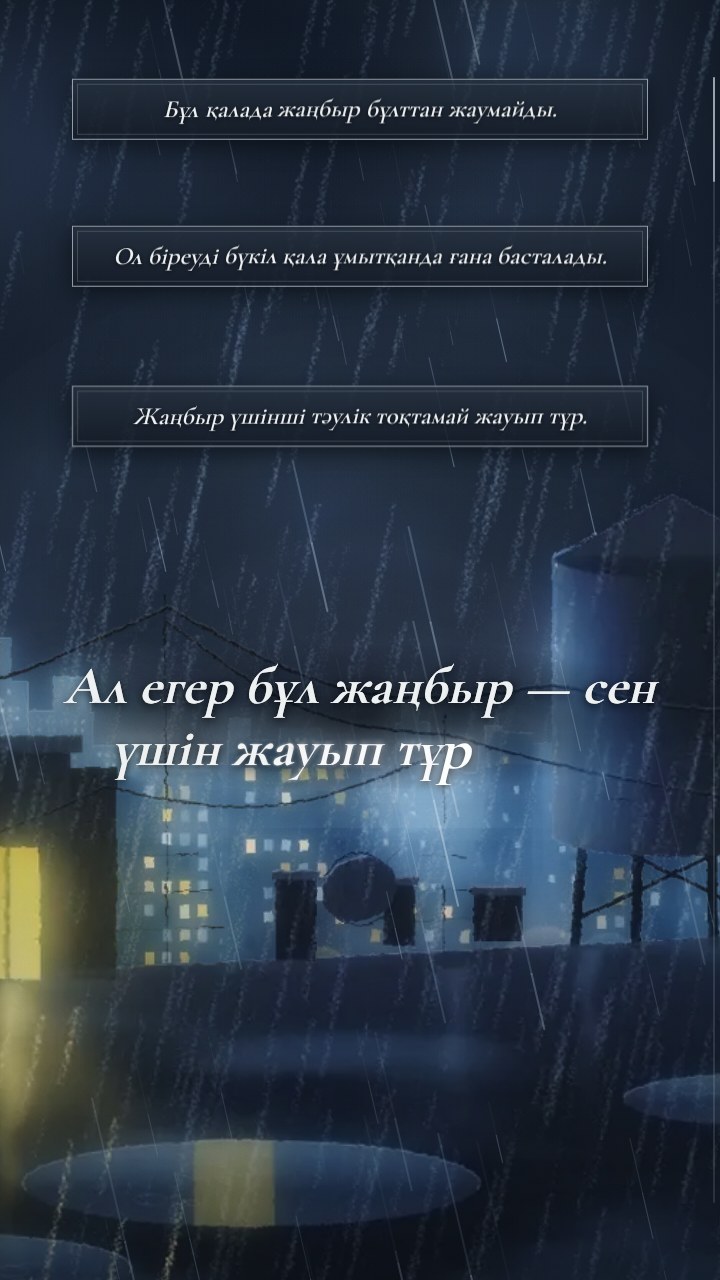 Бұл қалада жаңбыр бұлттан жаумайды.
Ол біреуді бүкіл қала ұмытқанда ғана басталады.
Жаңбыр үшінші тәулік тоқтамай жауып тұр.
Ал егер бұл жаңбыр — сен
үшін жауып тұр